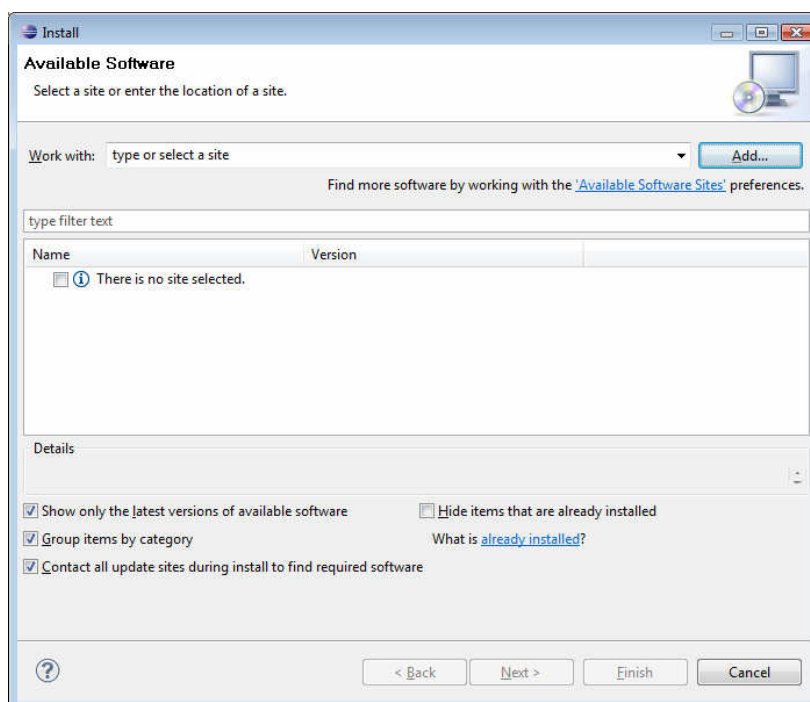 Install
Available Software
Select a site or enter the location of a site.
Work with: type or select a site Add...
Find more software by working with the 'Available Software Sites' preferences.
type filter text
Name Version
There is no site selected.
Details
Show only the latest versions of available software Hide items that are already installed
Group items by category What is already installed?
Contact all update sites during install to find required software
< Back Next > Finish Cancel